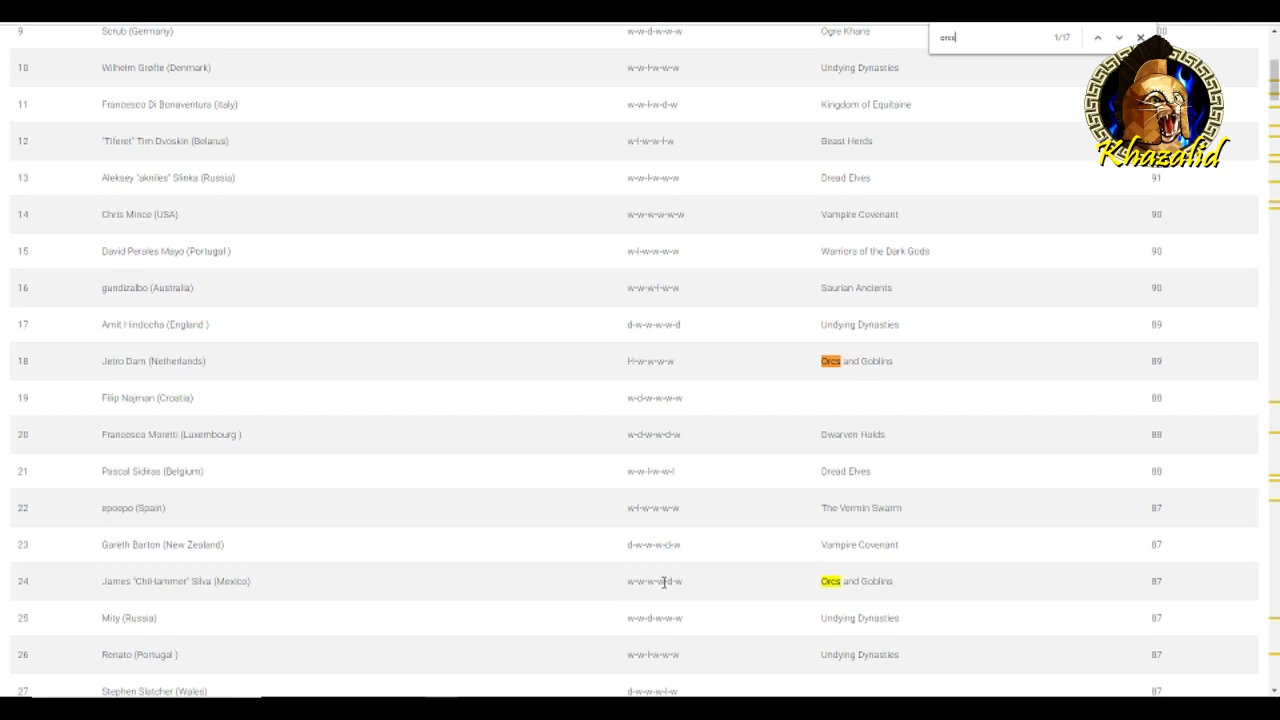 9 Scrub (Germany) w-w-d-w-w-w Ogre Khans
orcs 1/17
10 Wilhelm Grøfte (Denmark) w-w-l-w-w-w Undying Dynasties
11 Francesco Di Bonaventura (Italy) w-w-l-w-d-w Kingdom of Equitaine
12 "Tiferet" Tim Dvoskin (Belarus) w-l-w-w-l-w Beast Herds
Khazalid
13 Aleksey "akniles" Slinka (Russia) w-w-l-w-w-w Dread Elves 91
14 Chris Mince (USA) w-w-w-w-w-w Vampire Covenant 90
15 David Perales Mayo (Portugal ) w-l-w-w-w-w Warriors of the Dark Gods 90
16 gundizalbo (Australia) w-w-w-l-w-w Saurian Ancients 90
17 Amit Hindocha (England ) d-w-w-w-w-d Undying Dynasties 89
18 Jetro Dam (Netherlands) l-l-w-w-w-w Orcs and Goblins 89
19 Filip Najman (Croatia) w-d-w-w-w-w 88
20 Francesco Moretti (Luxembourg ) w-d-w-w-d-w Dwarven Holds 88
21 Pascal Sidiras (Belgium) w-w-l-w-w-l Dread Elves 88
22 epoepo (Spain) w-l-w-w-w-w The Vermin Swarm 87
23 Gareth Barton (New Zealand) d-w-w-w-d-w Vampire Covenant 87
24 James "ChiHammer" Silva (Mexico) w-w-w-w-d-w Orcs and Goblins 87
25 Mity (Russia) w-w-d-w-w-w Undying Dynasties 87
26 Renato (Portugal ) w-w-l-w-w-w Undying Dynasties 87
27 Stephen Slatcher (Wales) d-w-w-w-l-w 87